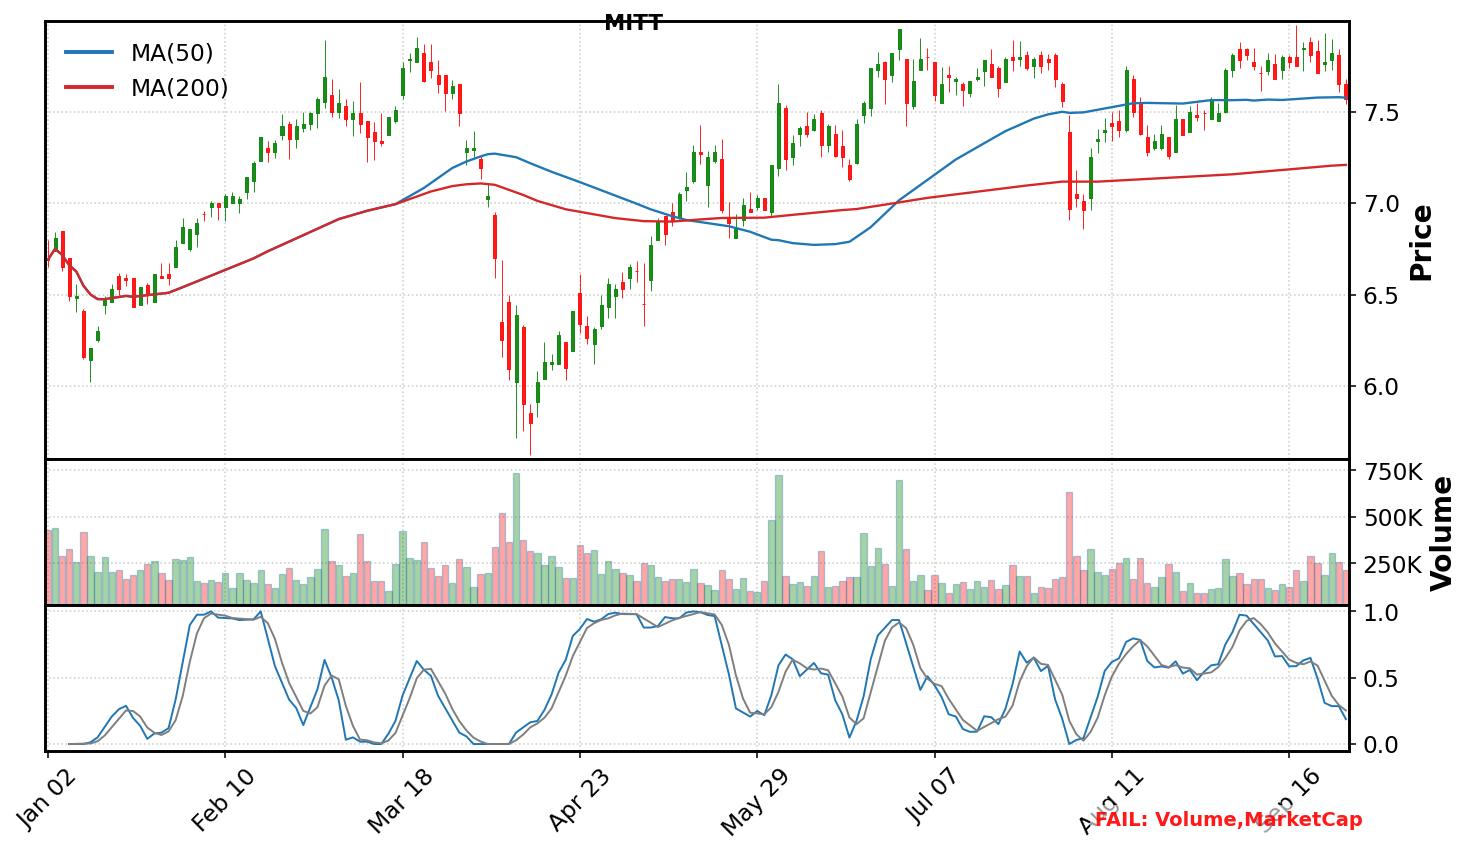 MITT
MA(50)
MA(200)
7.5
7.0
6.5
6.0
Price
750K
500K
250K
Volume
1.0
0.5
0.0
Jan 02
Feb 10
Mar 18
Apr 23
May 29
Jul 07
Aug 11
Sep 16
FAIL: Volume,MarketCap